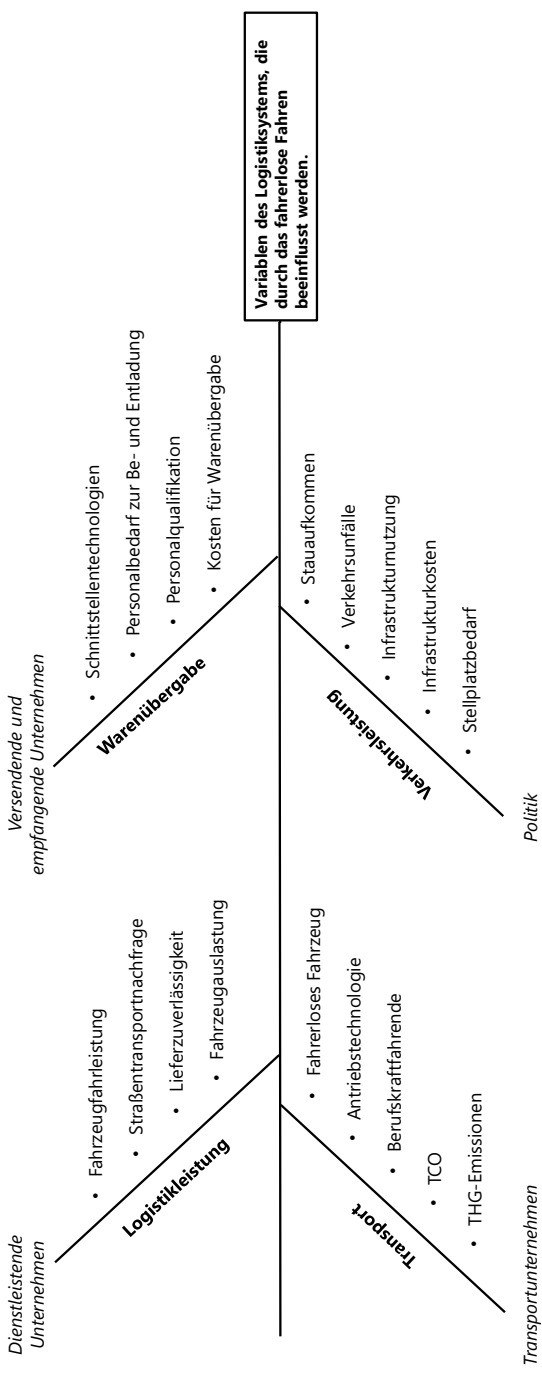 Dienstleistende
Unternehmen
Logistikleistung
• Fahrzeugfahrleistung
• Straßentransportnachfrage
• Lieferzuverlässigkeit
• Fahrzeugauslastung
Versendende und
empfangende Unternehmen
Warenübergabe
• Schnittstellentechnologien
• Personalbedarf zur Be- und Entladung
• Personalqualifikation
• Kosten für Warenübergabe
Transportunternehmen
Transport
• Fahrerloses Fahrzeug
• Antriebstechnologie
• Berufskraftfahrende
• TCO
• THG-Emissionen
Politik
Verkehrsleistung
• Stauaufkommen
• Verkehrsunfälle
• Infrastrukturnutzung
• Infrastrukturkosten
• Stellplatzbedarf
Variablen des Logistiksystems, die
durch das fahrerlose Fahren
beeinflusst werden.